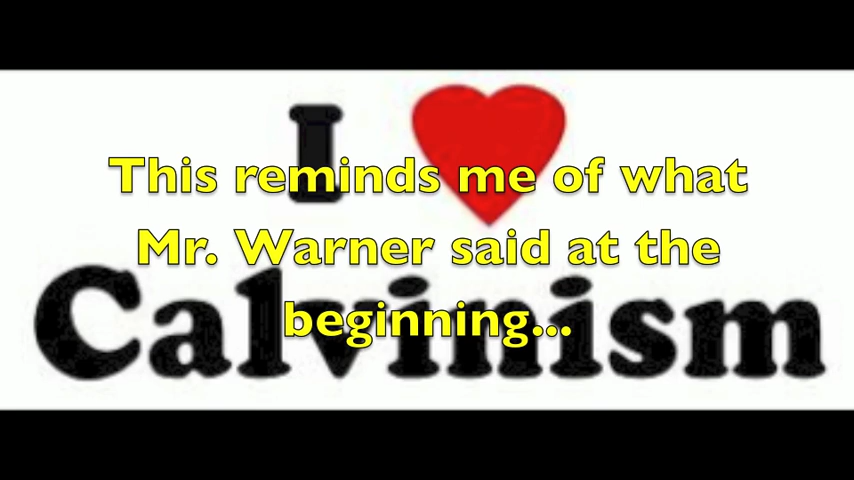 I
This reminds me of what
Mr. Warner said at the
beginning...
Calvinism